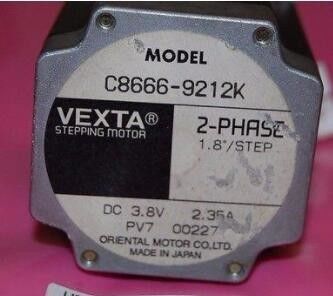 MODEL
C8666-9212K
VEXTA®
STEPPING MOTOR
2-PHASE
1.8°/STEP
DC 3.8V 2.35A
PV7 00227
ORIENTAL MOTOR CO.,LTD.
MADE IN JAPAN